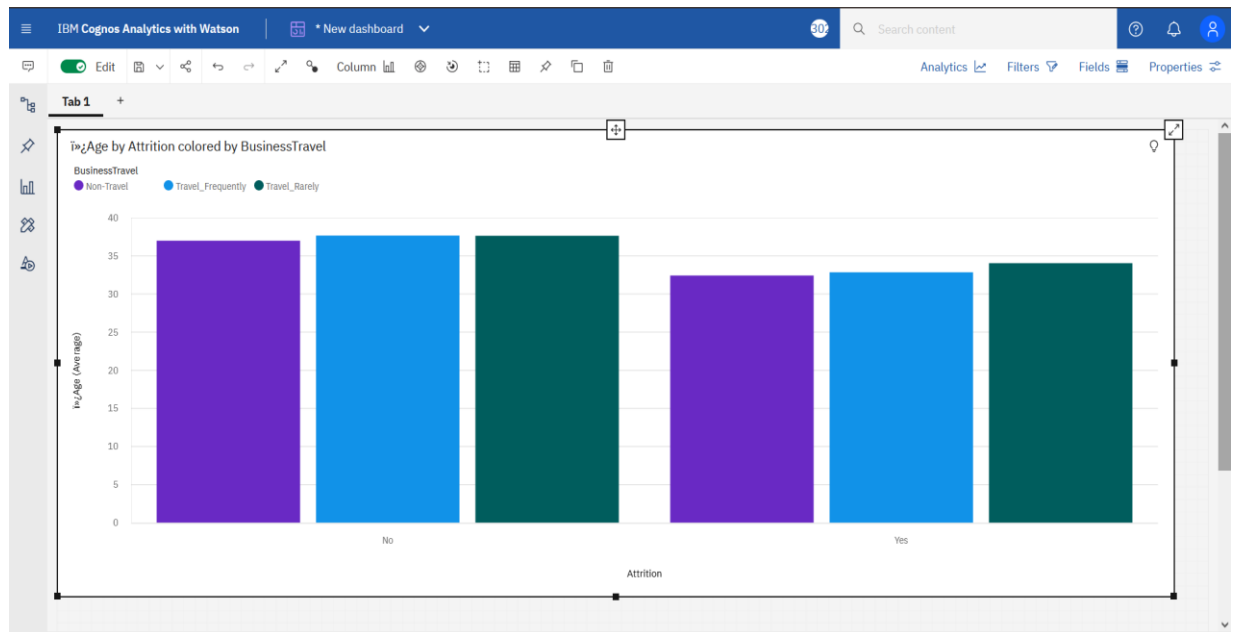 IBM Cognos Analytics with Watson
* New dashboard
302
Search content
Edit
Column
Analytics
Filters
Fields
Properties
Tab 1 +
ï»¿Age by Attrition colored by BusinessTravel
BusinessTravel
Non-Travel Travel_Frequently Travel_Rarely
40
35
30
25
20
15
10
5
0
ï»¿Age (Average)
No Yes
Attrition